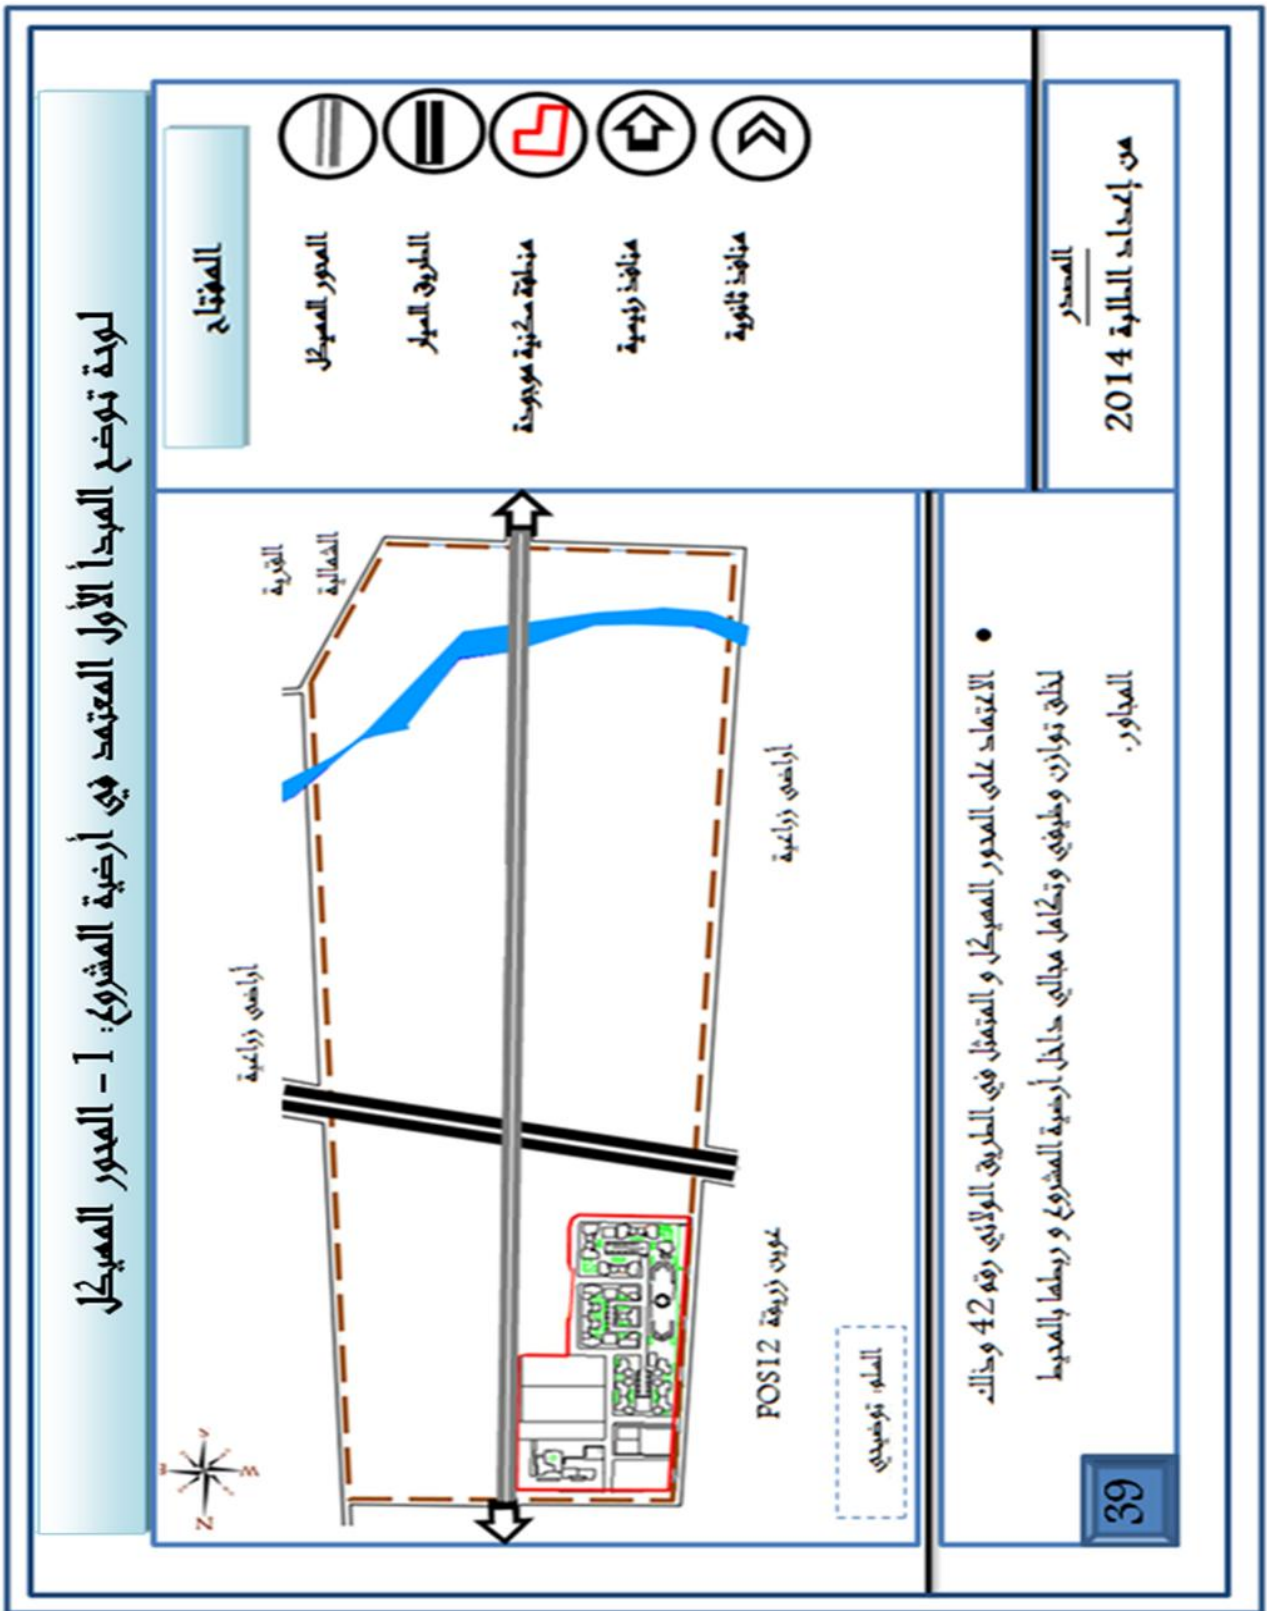 لوحة توضح المبدأ الأول المعتمد في أرضية المشروع: 1- المحور المهيكل
المفتاح
المحور المهيكل
الطريق السيار
منطقة سكنية موجودة
منافذ رئيسية
منافذ ثانوية
المصدر
من إعداد الطلبة 2014
القرية
الشمالية
أراضي زراعية
أراضي زراعية
عوين زريقة POS12
السلم: توضيحي
N
• الاعتماد على المحور المهيكل و المتمثل في الطريق الولائي رقم 42 وذلك
لخلق توازن وظيفي وتكامل مجالي داخل أرضية المشروع و ربطها بالمحيط
المجاور.
39